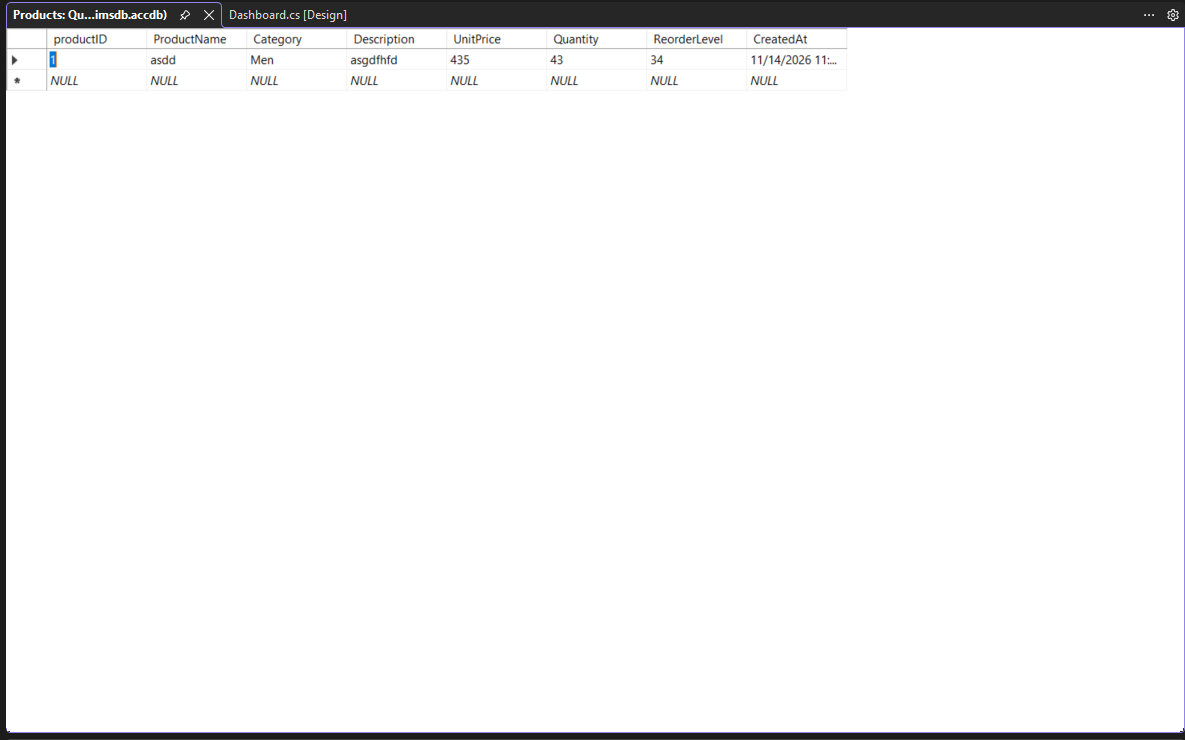 Products: Qu...imsdb.accdb) Dashboard.cs [Design]
productID ProductName Category Description UnitPrice Quantity ReorderLevel CreatedAt
1 asdd Men asgdfhfd 435 43 34 11/14/2026 11:...
NULL NULL NULL NULL NULL NULL NULL NULL